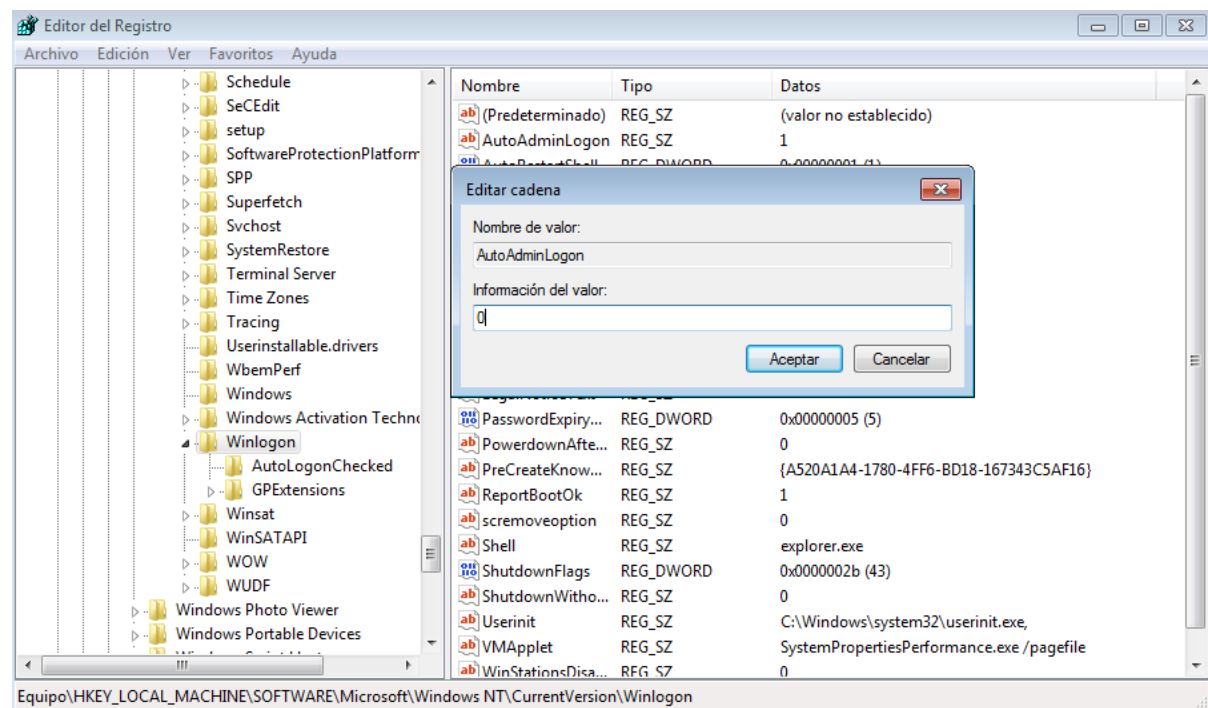 Editor del Registro
Archivo Edición Ver Favoritos Ayuda
Schedule
SeCEdit
setup
SoftwareProtectionPlatform
SPP
Superfetch
Svchost
SystemRestore
Terminal Server
Time Zones
Tracing
Userinstallable.drivers
WbemPerf
Windows
Windows Activation Techn
Winlogon
AutoLogonChecked
GPExtensions
Winsat
WinSATAPI
WOW
WUDF
Windows Photo Viewer
Windows Portable Devices
Nombre Tipo Datos
(Predeterminado) REG_SZ (valor no establecido)
AutoAdminLogon REG_SZ 1
AutoRestartShell REG_DWORD 0x00000001 (1)
Editar cadena
Nombre de valor:
AutoAdminLogon
Información del valor:
0
Aceptar Cancelar
PasswordExpiry... REG_DWORD 0x00000005 (5)
PowerdownAfte... REG_SZ 0
PreCreateKnow... REG_SZ {A520A1A4-1780-4FF6-BD18-167343C5AF16}
ReportBootOk REG_SZ 1
scremoveoption REG_SZ 0
Shell REG_SZ explorer.exe
ShutdownFlags REG_DWORD 0x0000002b (43)
ShutdownWitho... REG_SZ 0
Userinit REG_SZ C:\Windows\system32\userinit.exe,
VMApplet REG_SZ SystemPropertiesPerformance.exe /pagefile
WinStationsDisa... REG_SZ 0
Equipo\HKEY_LOCAL_MACHINE\SOFTWARE\Microsoft\Windows NT\CurrentVersion\Winlogon